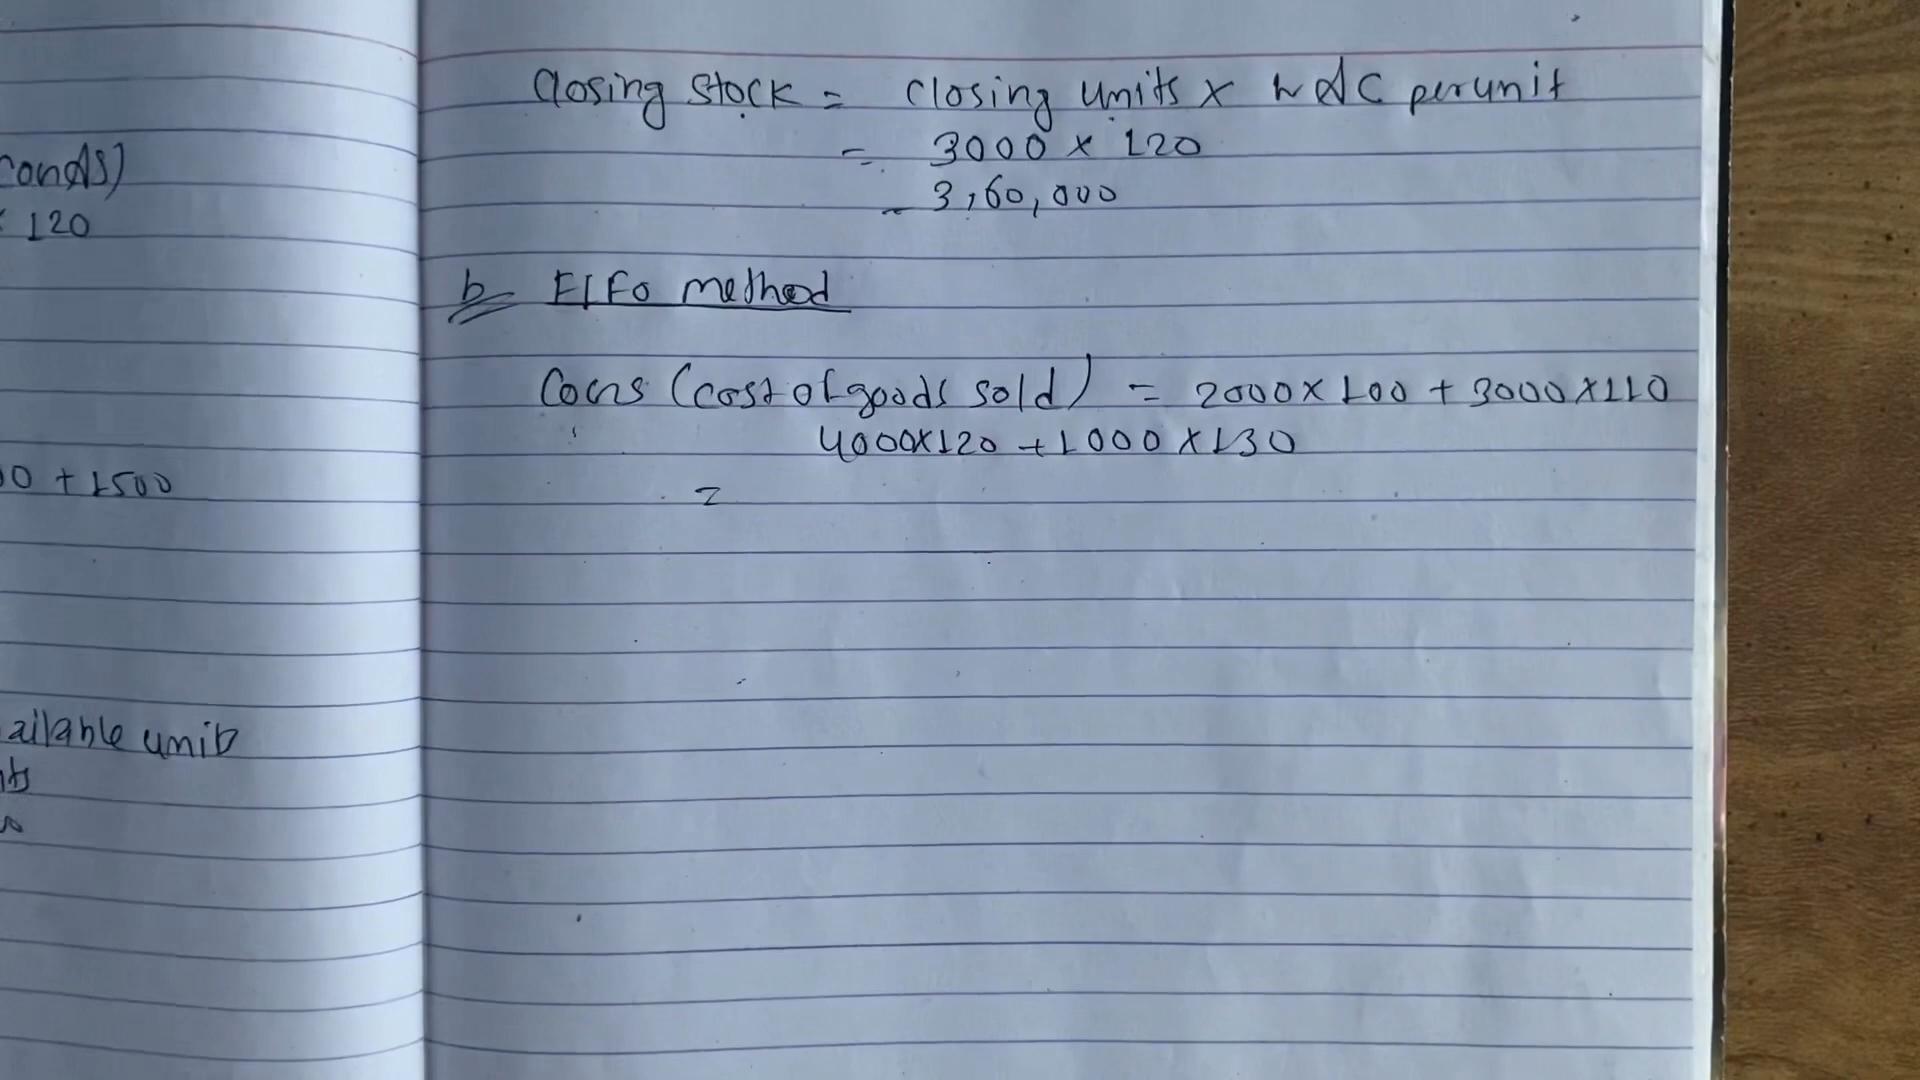 conds)
120
0 + 1500
ailable unit
Closing Stock = closing units × WAC per unit
= 3000 × 120
= 3,60,000
b FIFO method
COGS (cost of goods sold) = 2000×100 + 3000×110
4000×120 + 1000×130
=